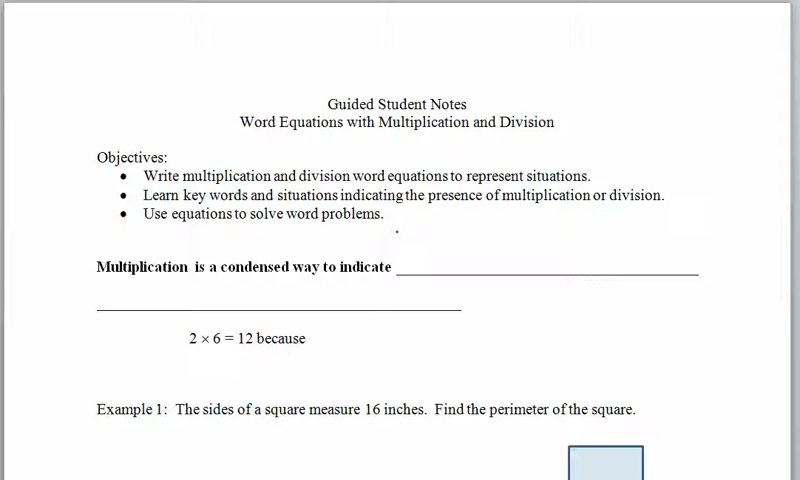 Guided Student Notes
Word Equations with Multiplication and Division
Objectives:
• Write multiplication and division word equations to represent situations.
• Learn key words and situations indicating the presence of multiplication or division.
• Use equations to solve word problems.
Multiplication is a condensed way to indicate ____________________
____________________
2 × 6 = 12 because
Example 1: The sides of a square measure 16 inches. Find the perimeter of the square.